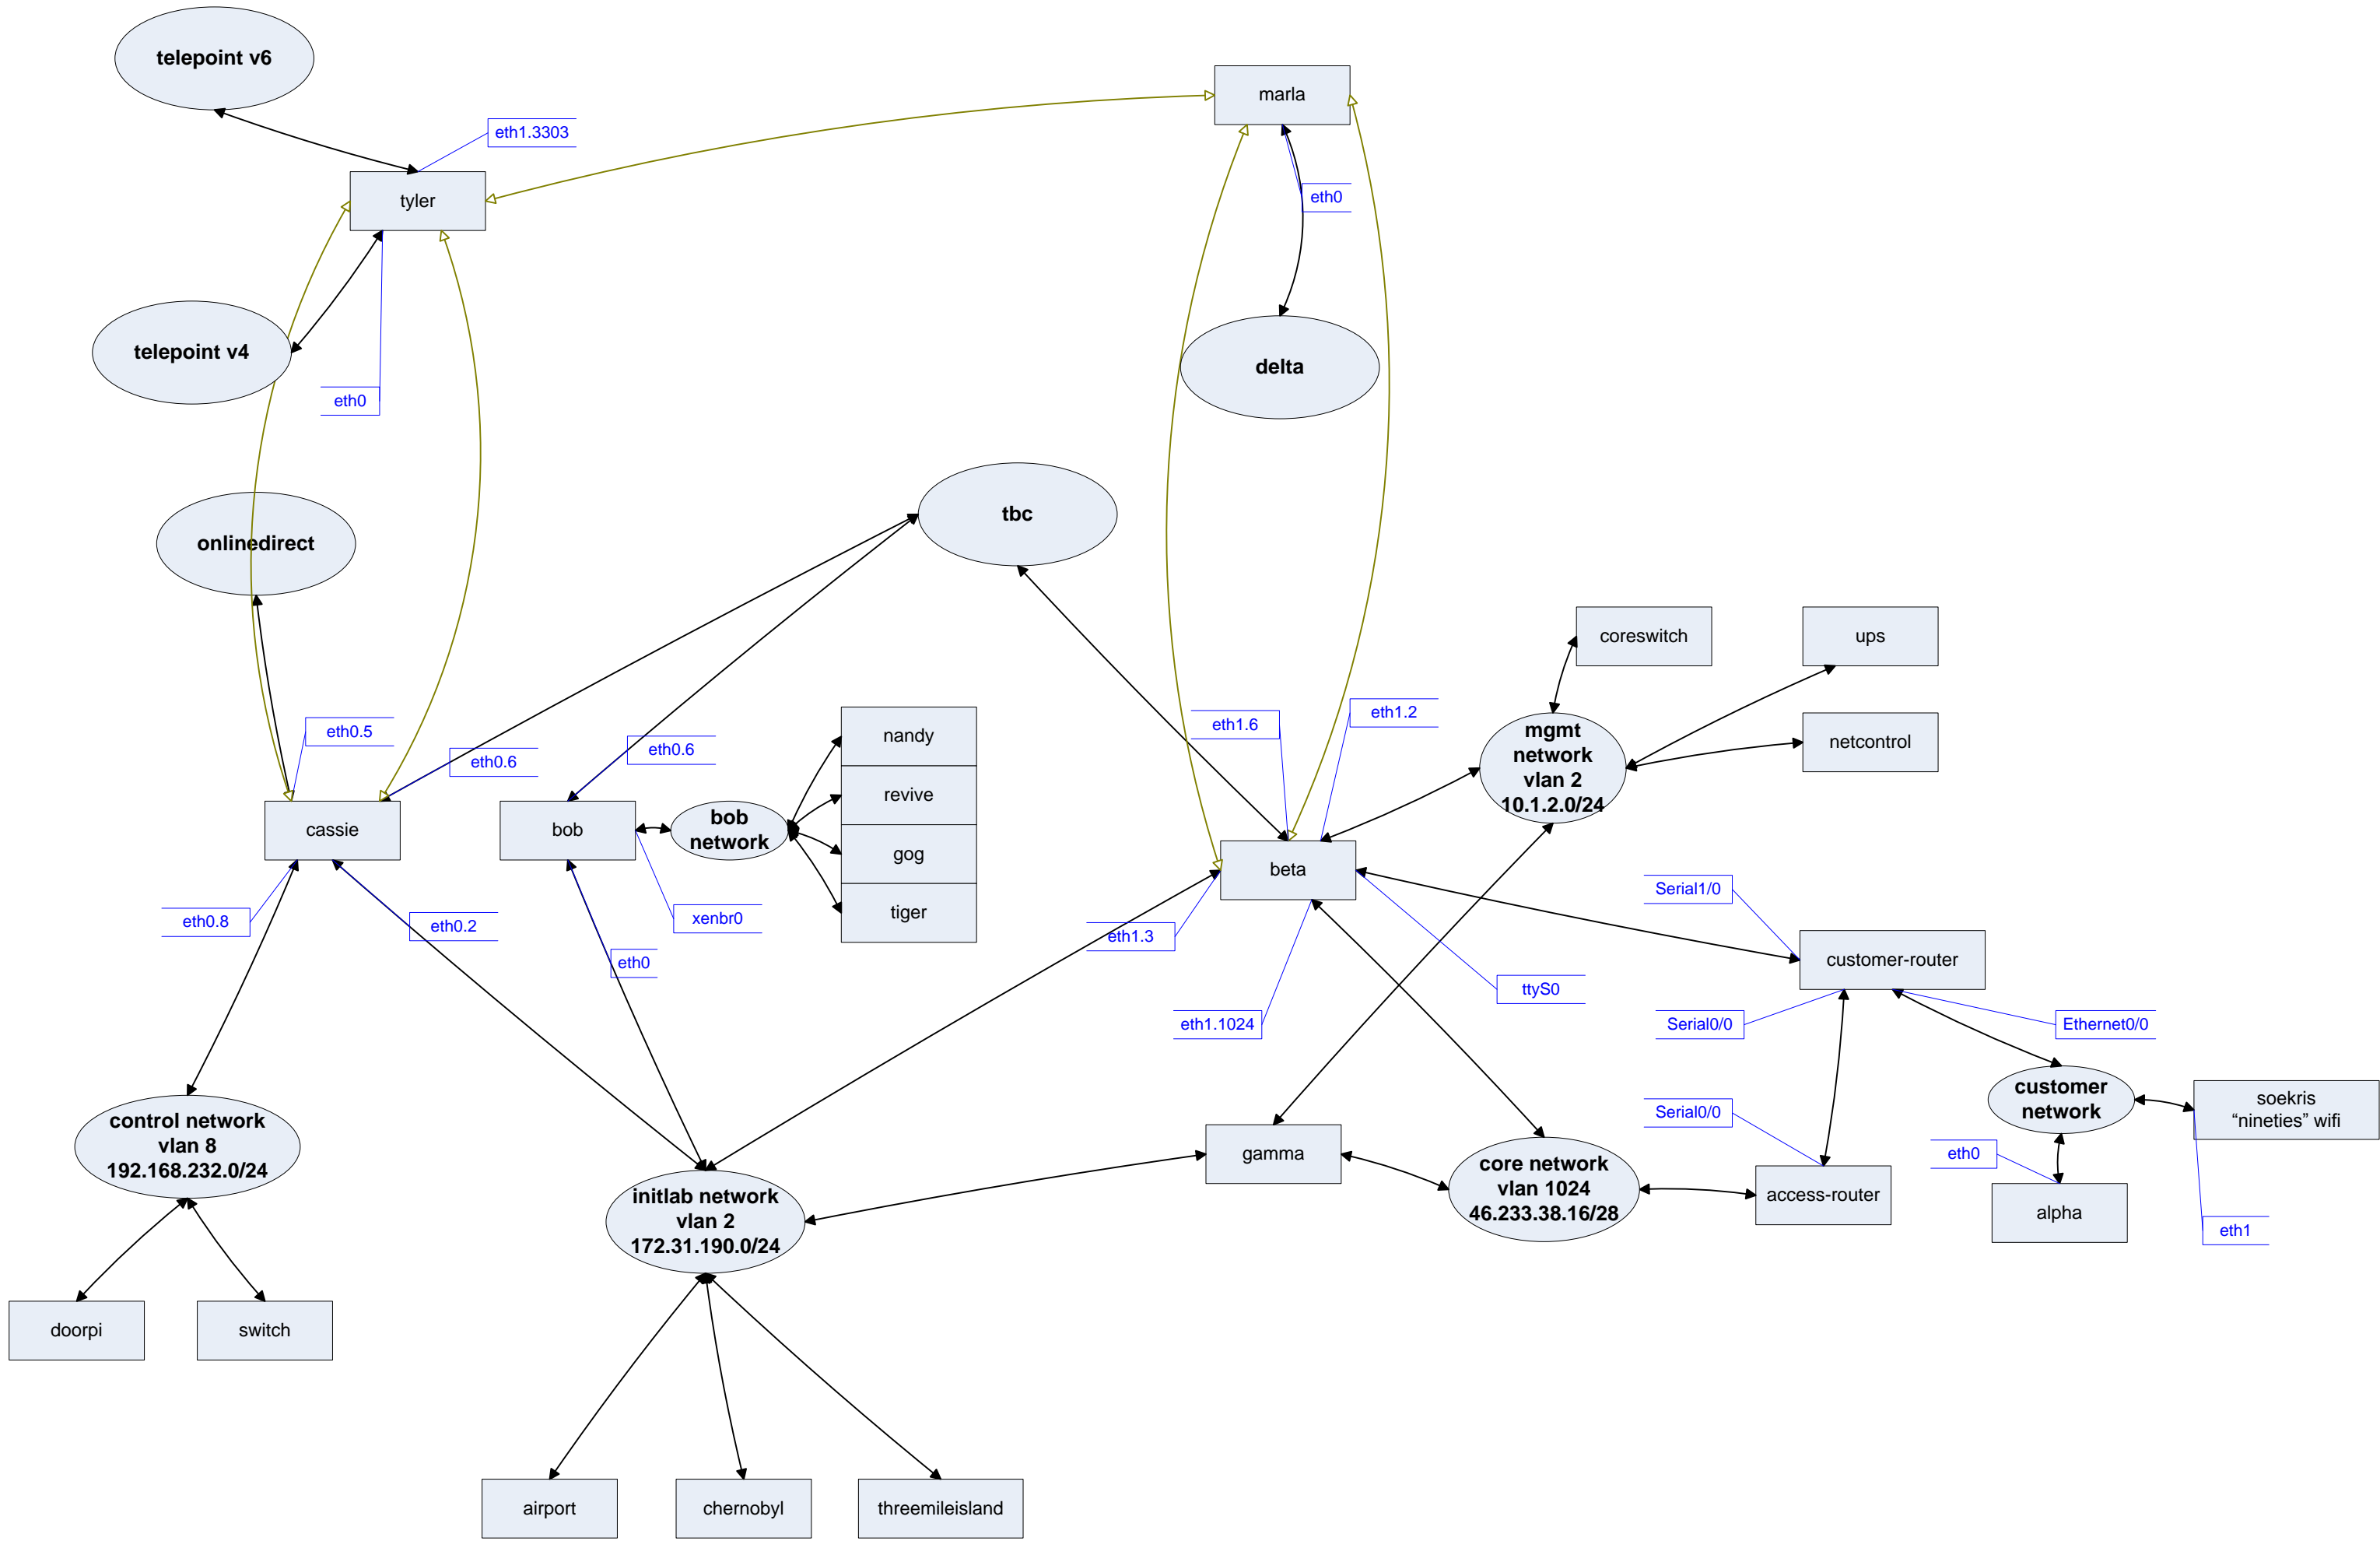 telepoint v6
marla
eth1.3303
tyler
eth0
telepoint v4
delta
eth0
tbc
onlinedirect
coreswitch
ups
eth0.5
eth0.6
eth0.6
nandy
eth1.6
eth1.2
mgmt
network
vlan 2
10.1.2.0/24
netcontrol
revive
cassie
bob
bob
network
gog
tiger
beta
eth0.8
eth0.2
xenbr0
eth0
eth1.3
Serial1/0
customer-router
ttyS0
eth1.1024
Serial0/0
Ethernet0/0
control network
vlan 8
192.168.232.0/24
initlab network
vlan 2
172.31.190.0/24
gamma
core network
vlan 1024
46.233.38.16/28
Serial0/0
access-router
customer
network
soekris
“nineties” wifi
eth0
alpha
eth1
doorpi
switch
airport
chernobyl
threemileisland